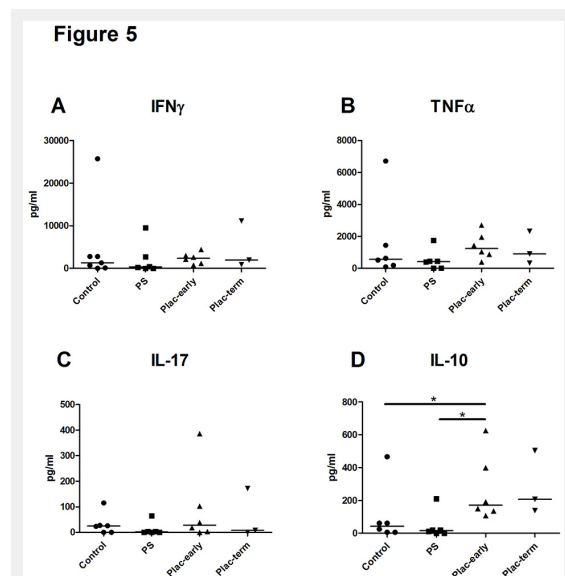 Figure 5
A IFNγ
30000
20000
10000
0
pg/ml
Control
PS
Plac-early
Plac-term
B TNFα
8000
6000
4000
2000
0
pg/ml
Control
PS
Plac-early
Plac-term
C IL-17
500
400
300
200
100
0
pg/ml
Control
PS
Plac-early
Plac-term
D IL-10
800
600
400
200
0
pg/ml
*
*
Control
PS
Plac-early
Plac-term